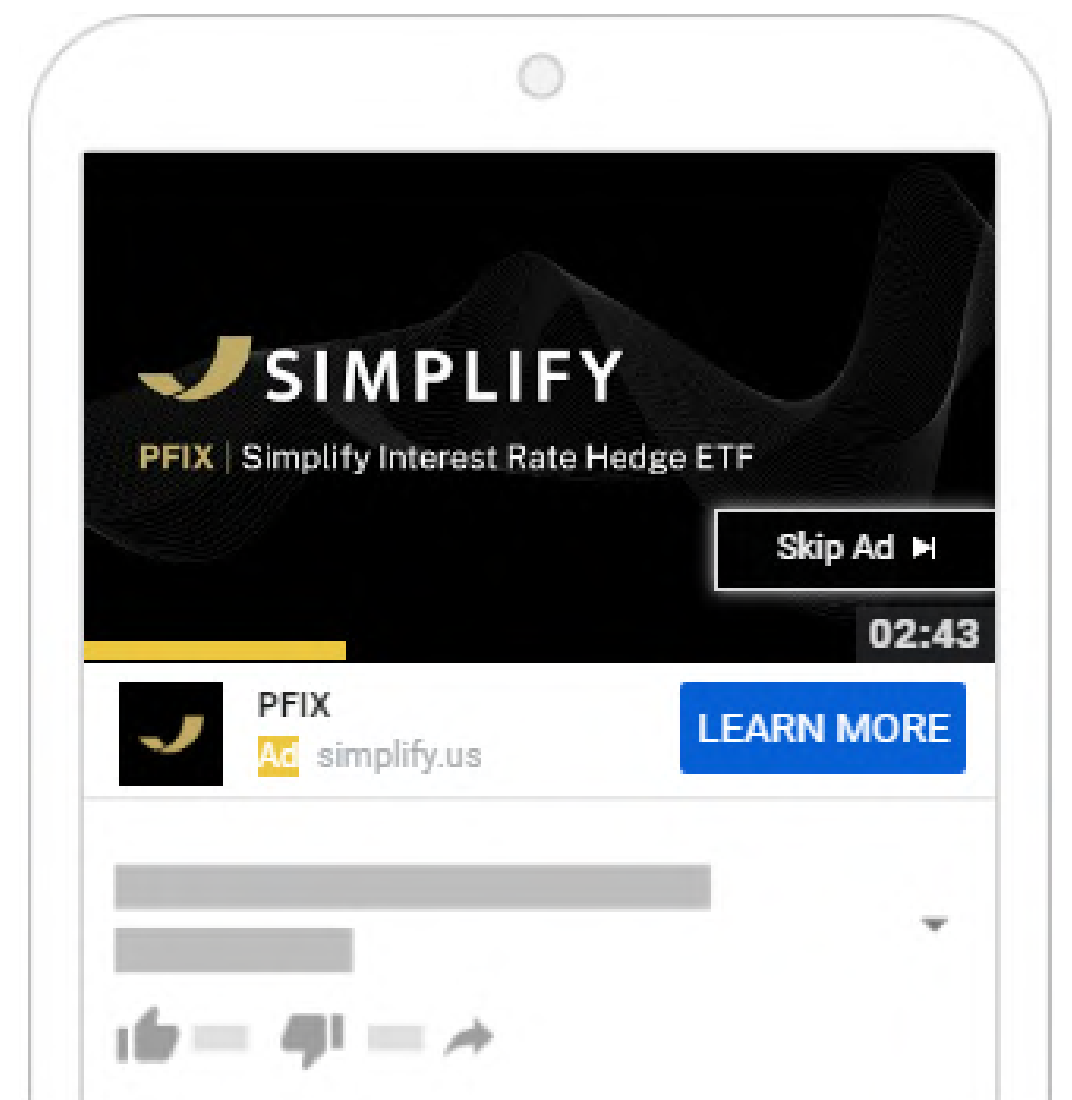 SIMPLIFY
PFIX | Simplify Interest Rate Hedge ETF
Skip Ad
02:43
PFIX
Ad simplify.us
LEARN MORE